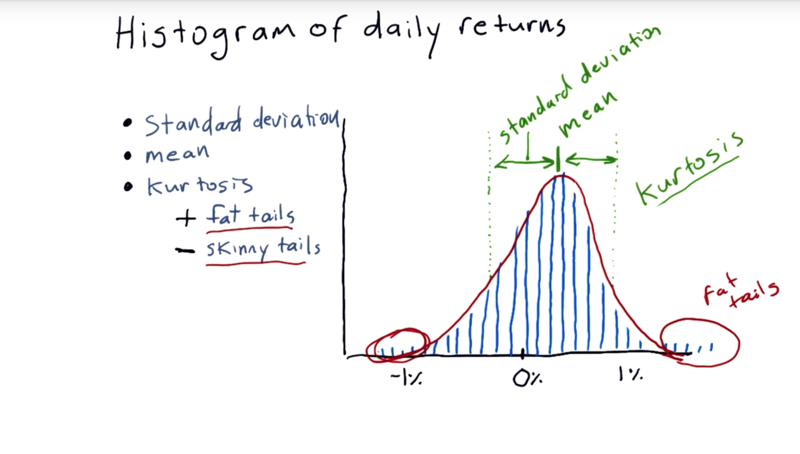 Histogram of daily returns
• Standard deviation
• mean
• Kurtosis
+ fat tails
- skinny tails
standard deviation
mean
Kurtosis
Fat
tails
-1% 0% 1%